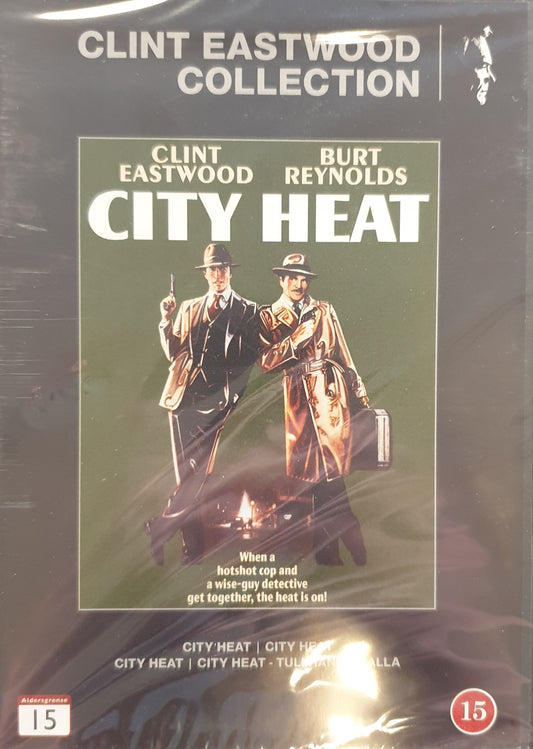 CLINT EASTWOOD
COLLECTION
CLINT BURT
EASTWOOD REYNOLDS
CITY HEAT
When a
hotshot cop and
a wise-guy detective
get together, the heat is on!
CITY HEAT | CITY HEAT
CITY HEAT | CITY HEAT -
Aldersgrense
15
15